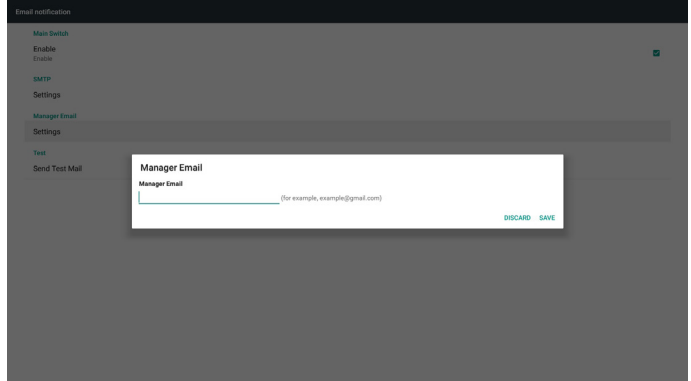 Email notification
Main Switch
Enable
Enable
SMTP
Settings
Manager Email
Settings
Test
Send Test Mail
Manager Email
Manager Email
(for example, example@gmail.com)
DISCARD SAVE